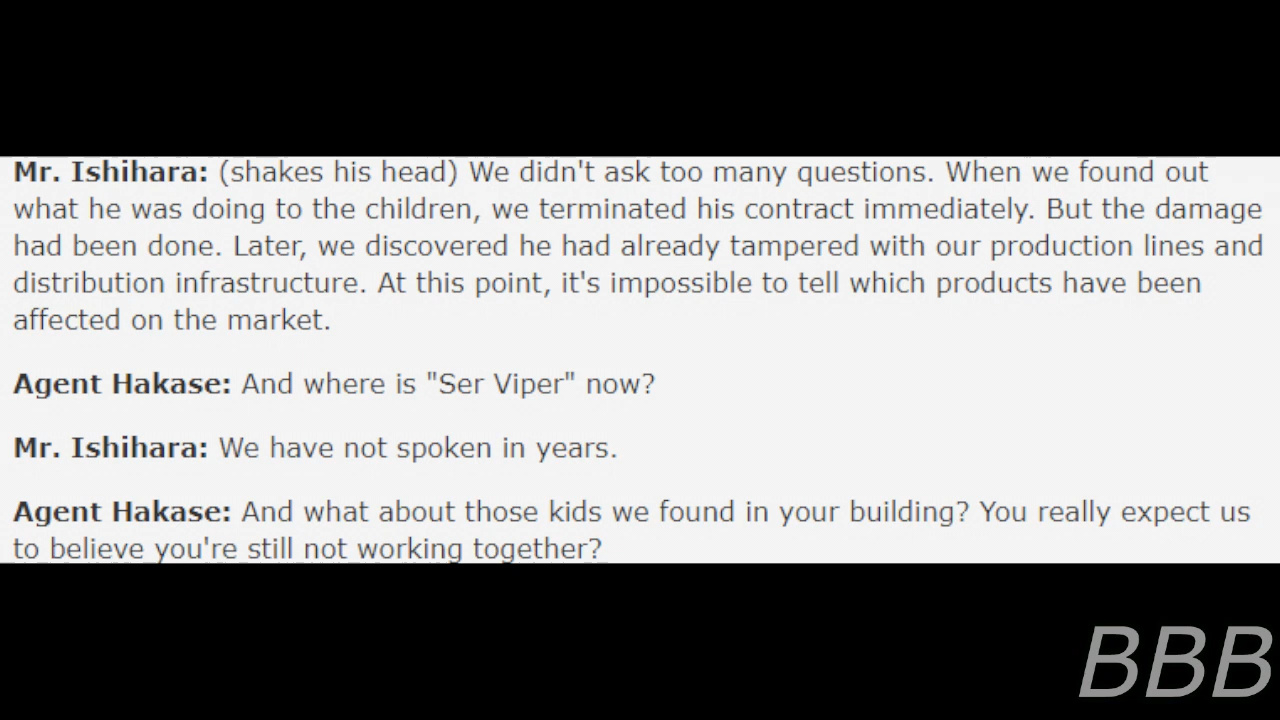 Mr. Ishihara: (shakes his head) We didn't ask too many questions. When we found out
what he was doing to the children, we terminated his contract immediately. But the damage
had been done. Later, we discovered he had already tampered with our production lines and
distribution infrastructure. At this point, it's impossible to tell which products have been
affected on the market.
Agent Hakase: And where is "Ser Viper" now?
Mr. Ishihara: We have not spoken in years.
Agent Hakase: And what about those kids we found in your building? You really expect us
to believe you're still not working together?
BBB